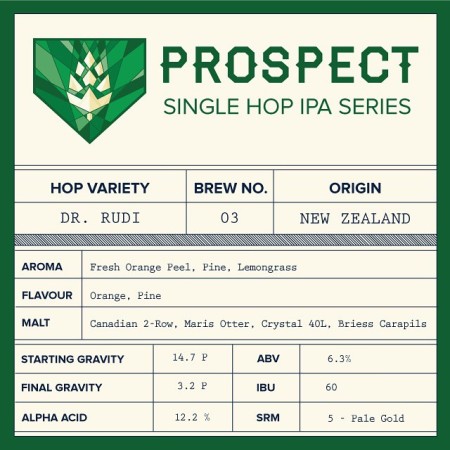 PROSPECT
SINGLE HOP IPA SERIES
HOP VARIETY BREW NO. ORIGIN
DR. RUDI 03 NEW ZEALAND
AROMA Fresh Orange Peel, Pine, Lemongrass
FLAVOUR Orange, Pine
MALT Canadian 2-Row, Maris Otter, Crystal 40L, Briess Carapils
STARTING GRAVITY 14.7 P ABV 6.3%
FINAL GRAVITY 3.2 P IBU 60
ALPHA ACID 12.2 % SRM 5 - Pale Gold